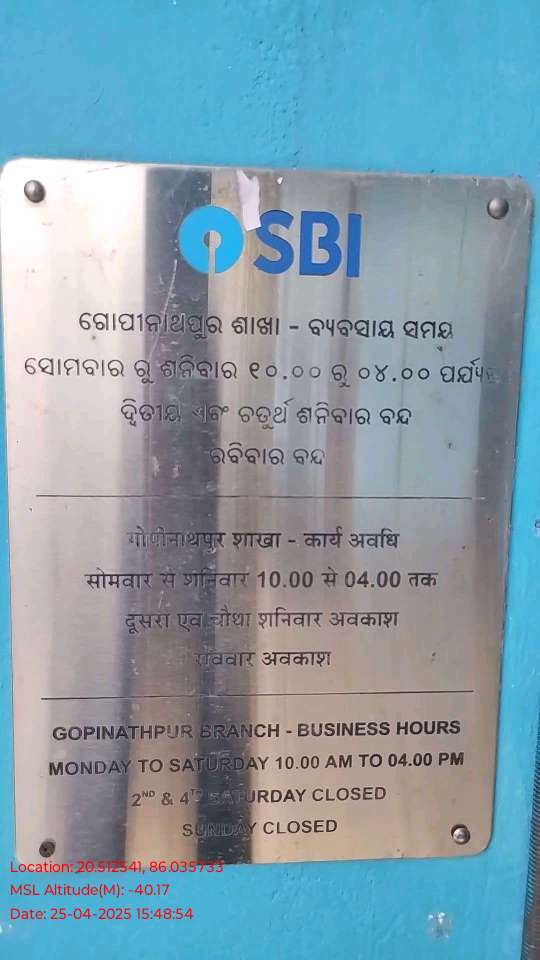 SBI
ଗୋପୀନାଥପୁର ଶାଖା - ବ୍ୟବସାୟ ସମୟ
ସୋମବାର ରୁ ଶନିବାର ୧୦.୦୦ ରୁ ୦୪.୦୦ ପର୍ଯ୍ୟନ୍ତ
ଦ୍ୱିତୀୟ ଏବଂ ଚତୁର୍ଥ ଶନିବାର ବନ୍ଦ
ରବିବାର ବନ୍ଦ
गोपीनाथपुर शाखा - कार्य अवधि
सोमवार से शनिवार 10.00 से 04.00 तक
दूसरा एवं चौथा शनिवार अवकाश
रविवार अवकाश
GOPINATHPUR BRANCH - BUSINESS HOURS
MONDAY TO SATURDAY 10.00 AM TO 04.00 PM
2ND & 4TH SATURDAY CLOSED
SUNDAY CLOSED
Location: 20.512541, 86.035733
MSL Altitude(M): -40.17
Date: 25-04-2025 15:48:54